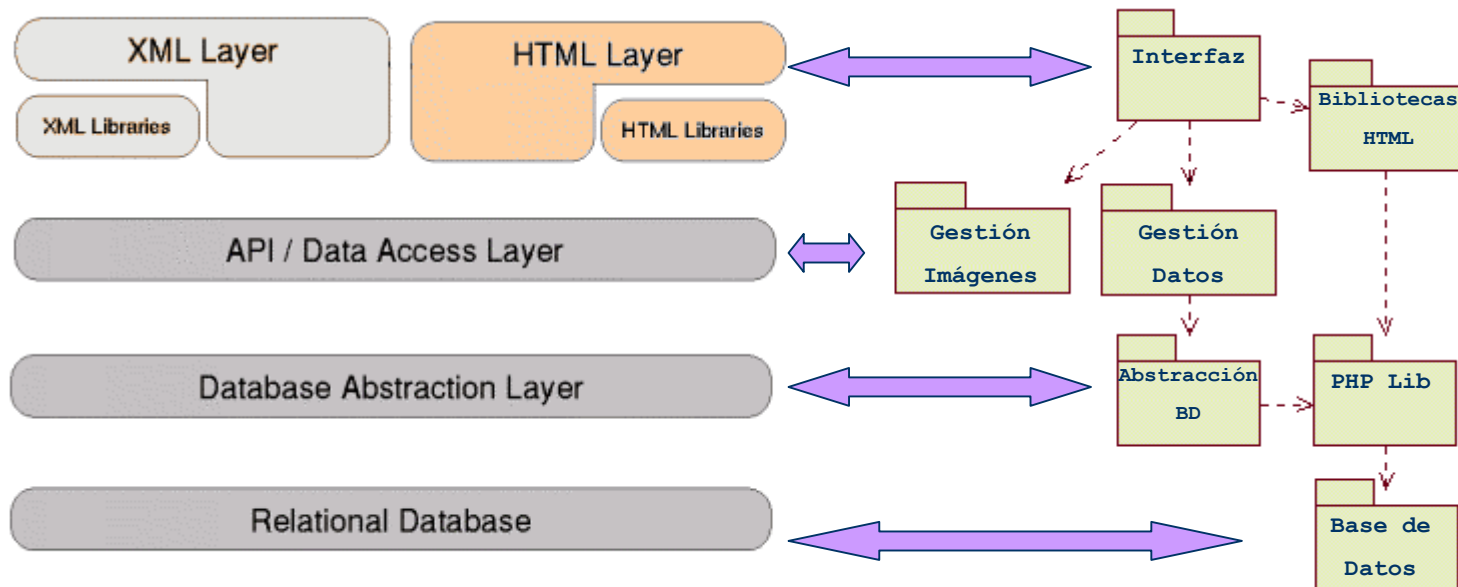 XML Layer
HTML Layer
XML Libraries
HTML Libraries
Interfaz
Bibliotecas
HTML
API / Data Access Layer
Gestión
Imágenes
Gestión
Datos
Database Abstraction Layer
Abstracción
BD
PHP Lib
Relational Database
Base de
Datos